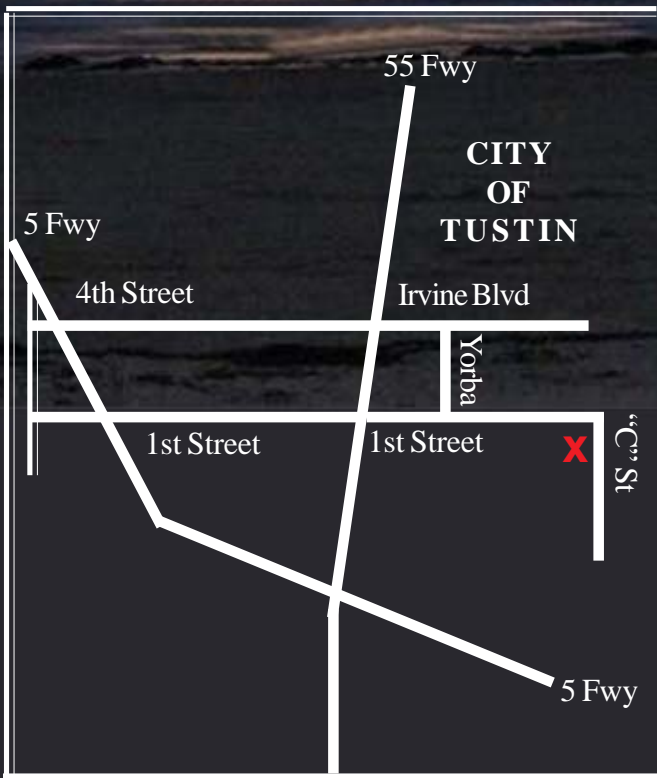 55 Fwy
CITY
OF
TUSTIN
5 Fwy
4th Street
Irvine Blvd
Yorba
1st Street
1st Street
X
“C” St
5 Fwy